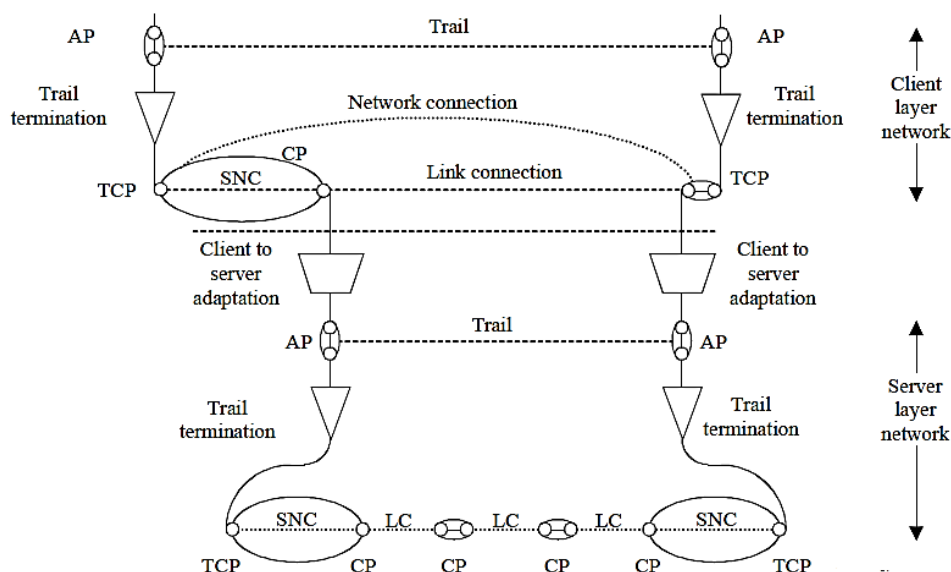 AP
Trail
AP
Trail
termination
Network connection
Trail
termination
Client
layer
network
CP
TCP
SNC
Link connection
TCP
Client to
server
adaptation
Client to
server
adaptation
AP
Trail
AP
Trail
termination
Trail
termination
Server
layer
network
SNC
LC
LC
LC
SNC
TCP
CP
CP
CP
CP
TCP